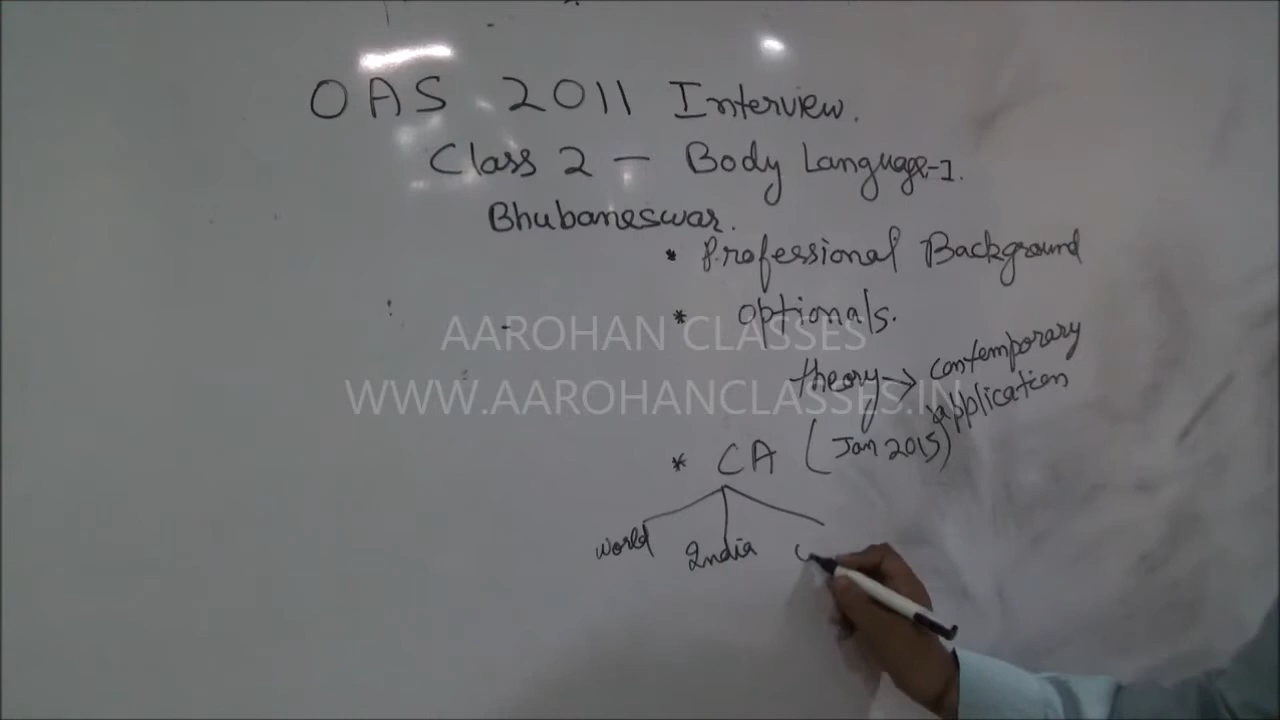 OAS 2011 Interview.
Class 2 — Body Language-I.
Bhubaneswar.
* Professional Background
* Optionals.
AAROHAN CLASSES
theory → contemporary
application
WWW.AAROHANCLASSES.IN
* CA (Jan 2015)
world India